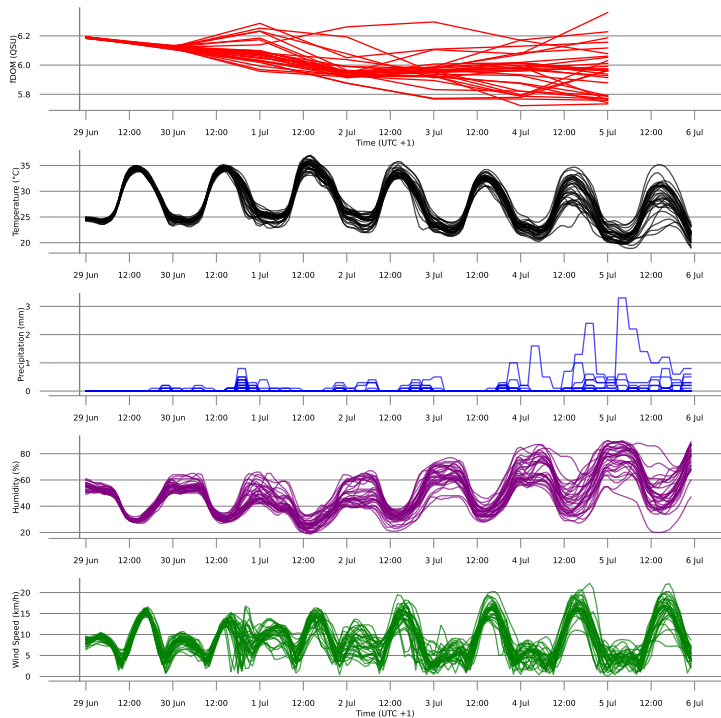 6.2
6.0
5.8
fDOM (QSU)
29 Jun 12:00 30 Jun 12:00 1 Jul 12:00 2 Jul 12:00 3 Jul 12:00 4 Jul 12:00 5 Jul 12:00 6 Jul
Time (UTC +1)
35
30
25
20
Temperature (°C)
29 Jun 12:00 30 Jun 12:00 1 Jul 12:00 2 Jul 12:00 3 Jul 12:00 4 Jul 12:00 5 Jul 12:00 6 Jul
3
2
1
0
Precipitation (mm)
29 Jun 12:00 30 Jun 12:00 1 Jul 12:00 2 Jul 12:00 3 Jul 12:00 4 Jul 12:00 5 Jul 12:00 6 Jul
80
60
40
20
Humidity (%)
29 Jun 12:00 30 Jun 12:00 1 Jul 12:00 2 Jul 12:00 3 Jul 12:00 4 Jul 12:00 5 Jul 12:00 6 Jul
20
15
10
5
0
Wind Speed (km/h)
29 Jun 12:00 30 Jun 12:00 1 Jul 12:00 2 Jul 12:00 3 Jul 12:00 4 Jul 12:00 5 Jul 12:00 6 Jul
Time (UTC +1)